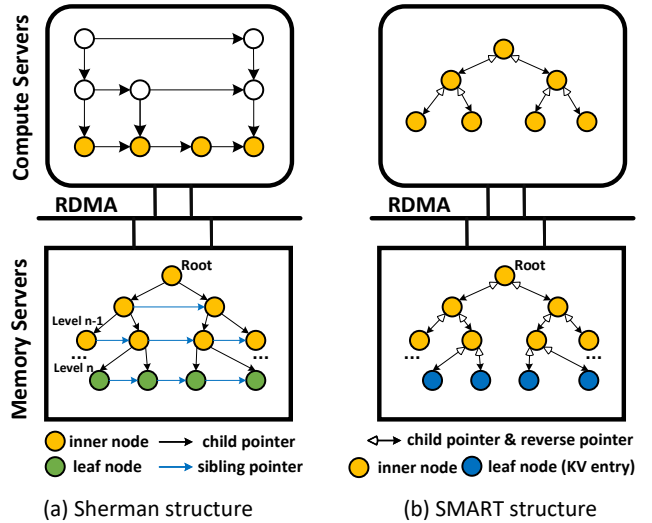 Compute Servers
RDMA
RDMA
Memory Servers
Root
Level n-1
...
...
Level n
Root
...
...
inner node
child pointer
leaf node
sibling pointer
child pointer & reverse pointer
inner node
leaf node (KV entry)
(a) Sherman structure
(b) SMART structure